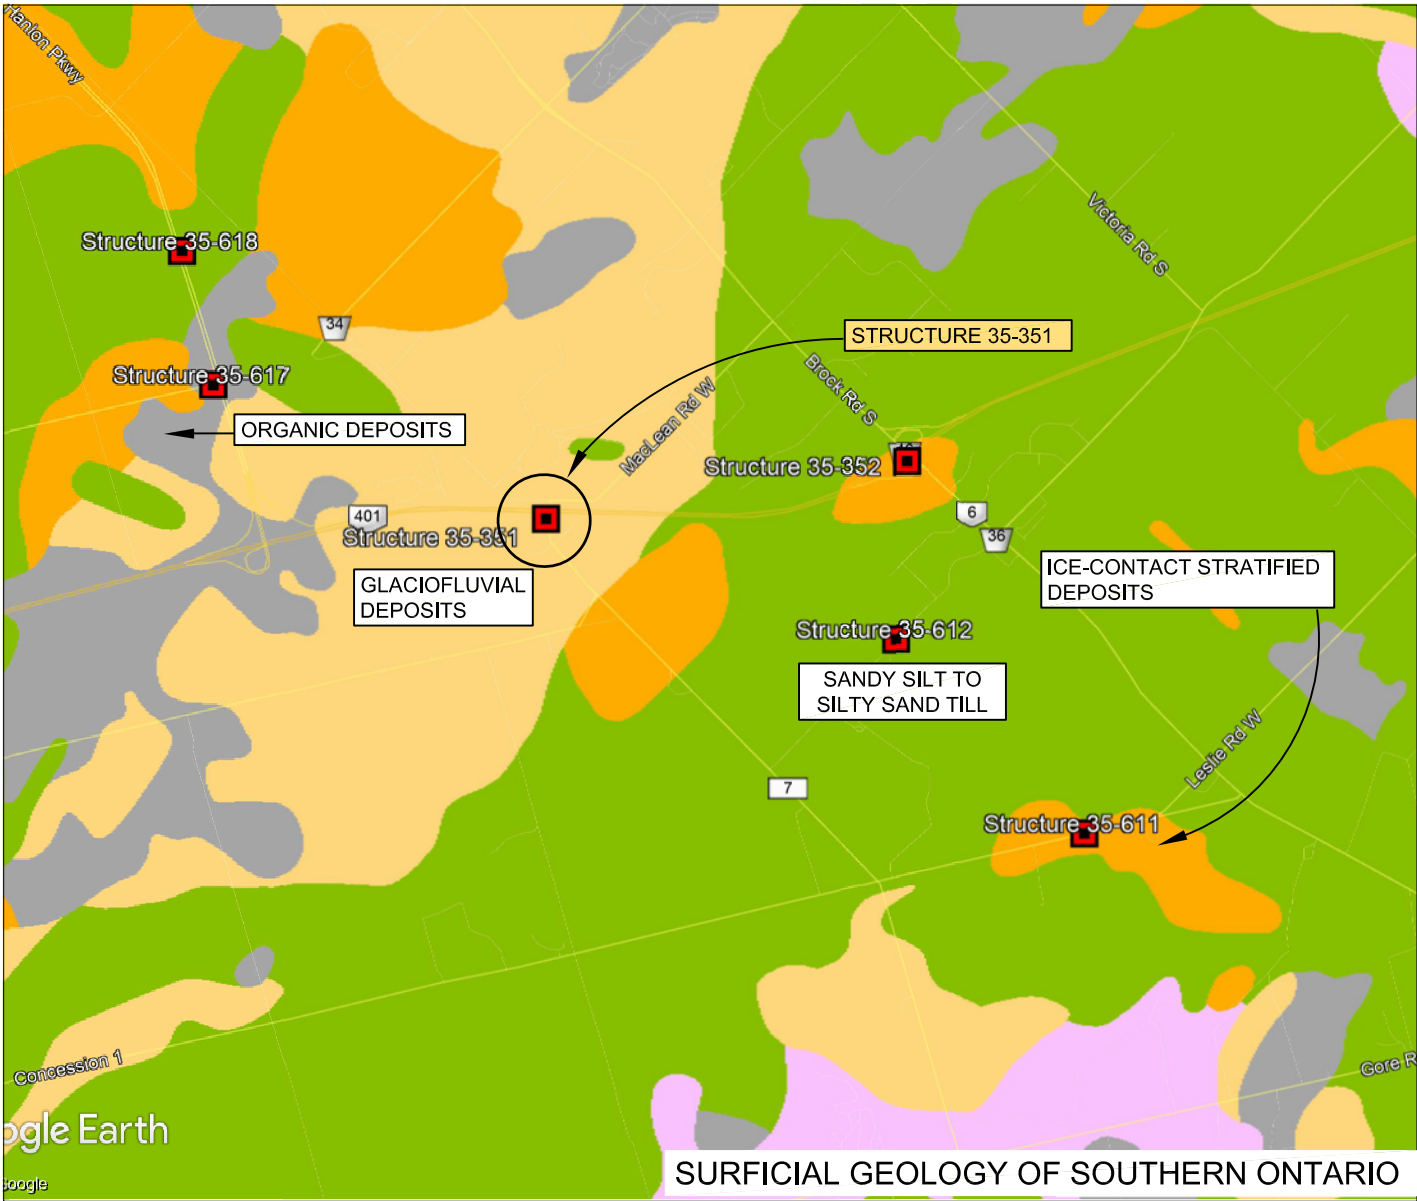 Hanlon Pkwy
Structure 35-618
34
Victoria Rd S
STRUCTURE 35-351
Structure 35-617
Brock Rd S
MacLean Rd W
ORGANIC DEPOSITS
Structure 35-352
401
6
36
Structure 35-351
GLACIOFLUVIAL
DEPOSITS
ICE-CONTACT STRATIFIED
DEPOSITS
Structure 35-612
SANDY SILT TO
SILTY SAND TILL
Leslie Rd W
7
Structure 35-611
Concession 1
Gore R
ogle Earth
SURFICIAL GEOLOGY OF SOUTHERN ONTARIO
Google